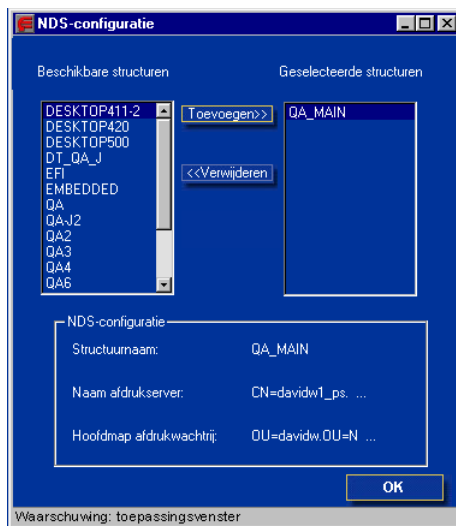 NDS-configuratie
Beschikbare structuren
Geselecteerde structuren
DESKTOP411-2
DESKTOP420
DESKTOP500
DT_QA_J
EFI
EMBEDDED
QA
QA-J2
QA2
QA3
QA4
QA6
Toevoegen>>
<<Verwijderen
QA_MAIN
NDS-configuratie
Structuurnaam: QA_MAIN
Naam afdrukserver: CN=davidw1_ps. ...
Hoofdmap afdrukwachtrij: OU=davidw.OU=N ...
OK
Waarschuwing: toepassingsvenster